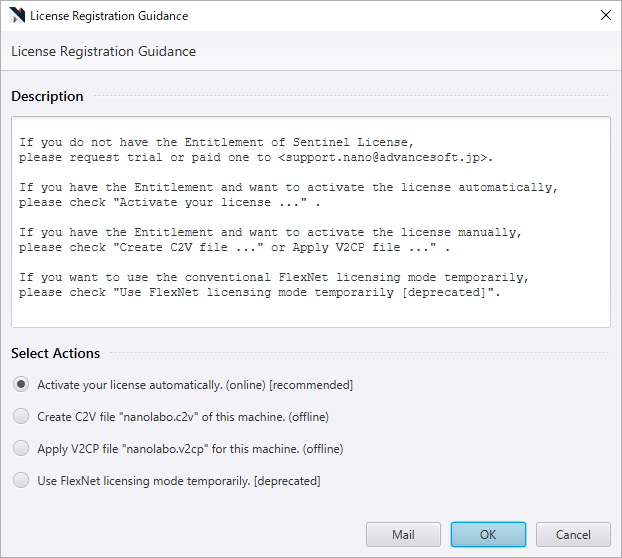 License Registration Guidance
License Registration Guidance
Description
If you do not have the Entitlement of Sentinel License,
please request trial or paid one to <support.nano@advancesoft.jp>.
If you have the Entitlement and want to activate the license automatically,
please check "Activate your license ..." .
If you have the Entitlement and want to activate the license manually,
please check "Create C2V file ..." or Apply V2CP file ..." .
If you want to use the conventional FlexNet licensing mode temporarily,
please check "Use FlexNet licensing mode temporarily [deprecated]".
Select Actions
Activate your license automatically. (online) [recommended]
Create C2V file "nanolabo.c2v" of this machine. (offline)
Apply V2CP file "nanolabo.v2cp" for this machine. (offline)
Use FlexNet licensing mode temporarily. [deprecated]
Mail OK Cancel